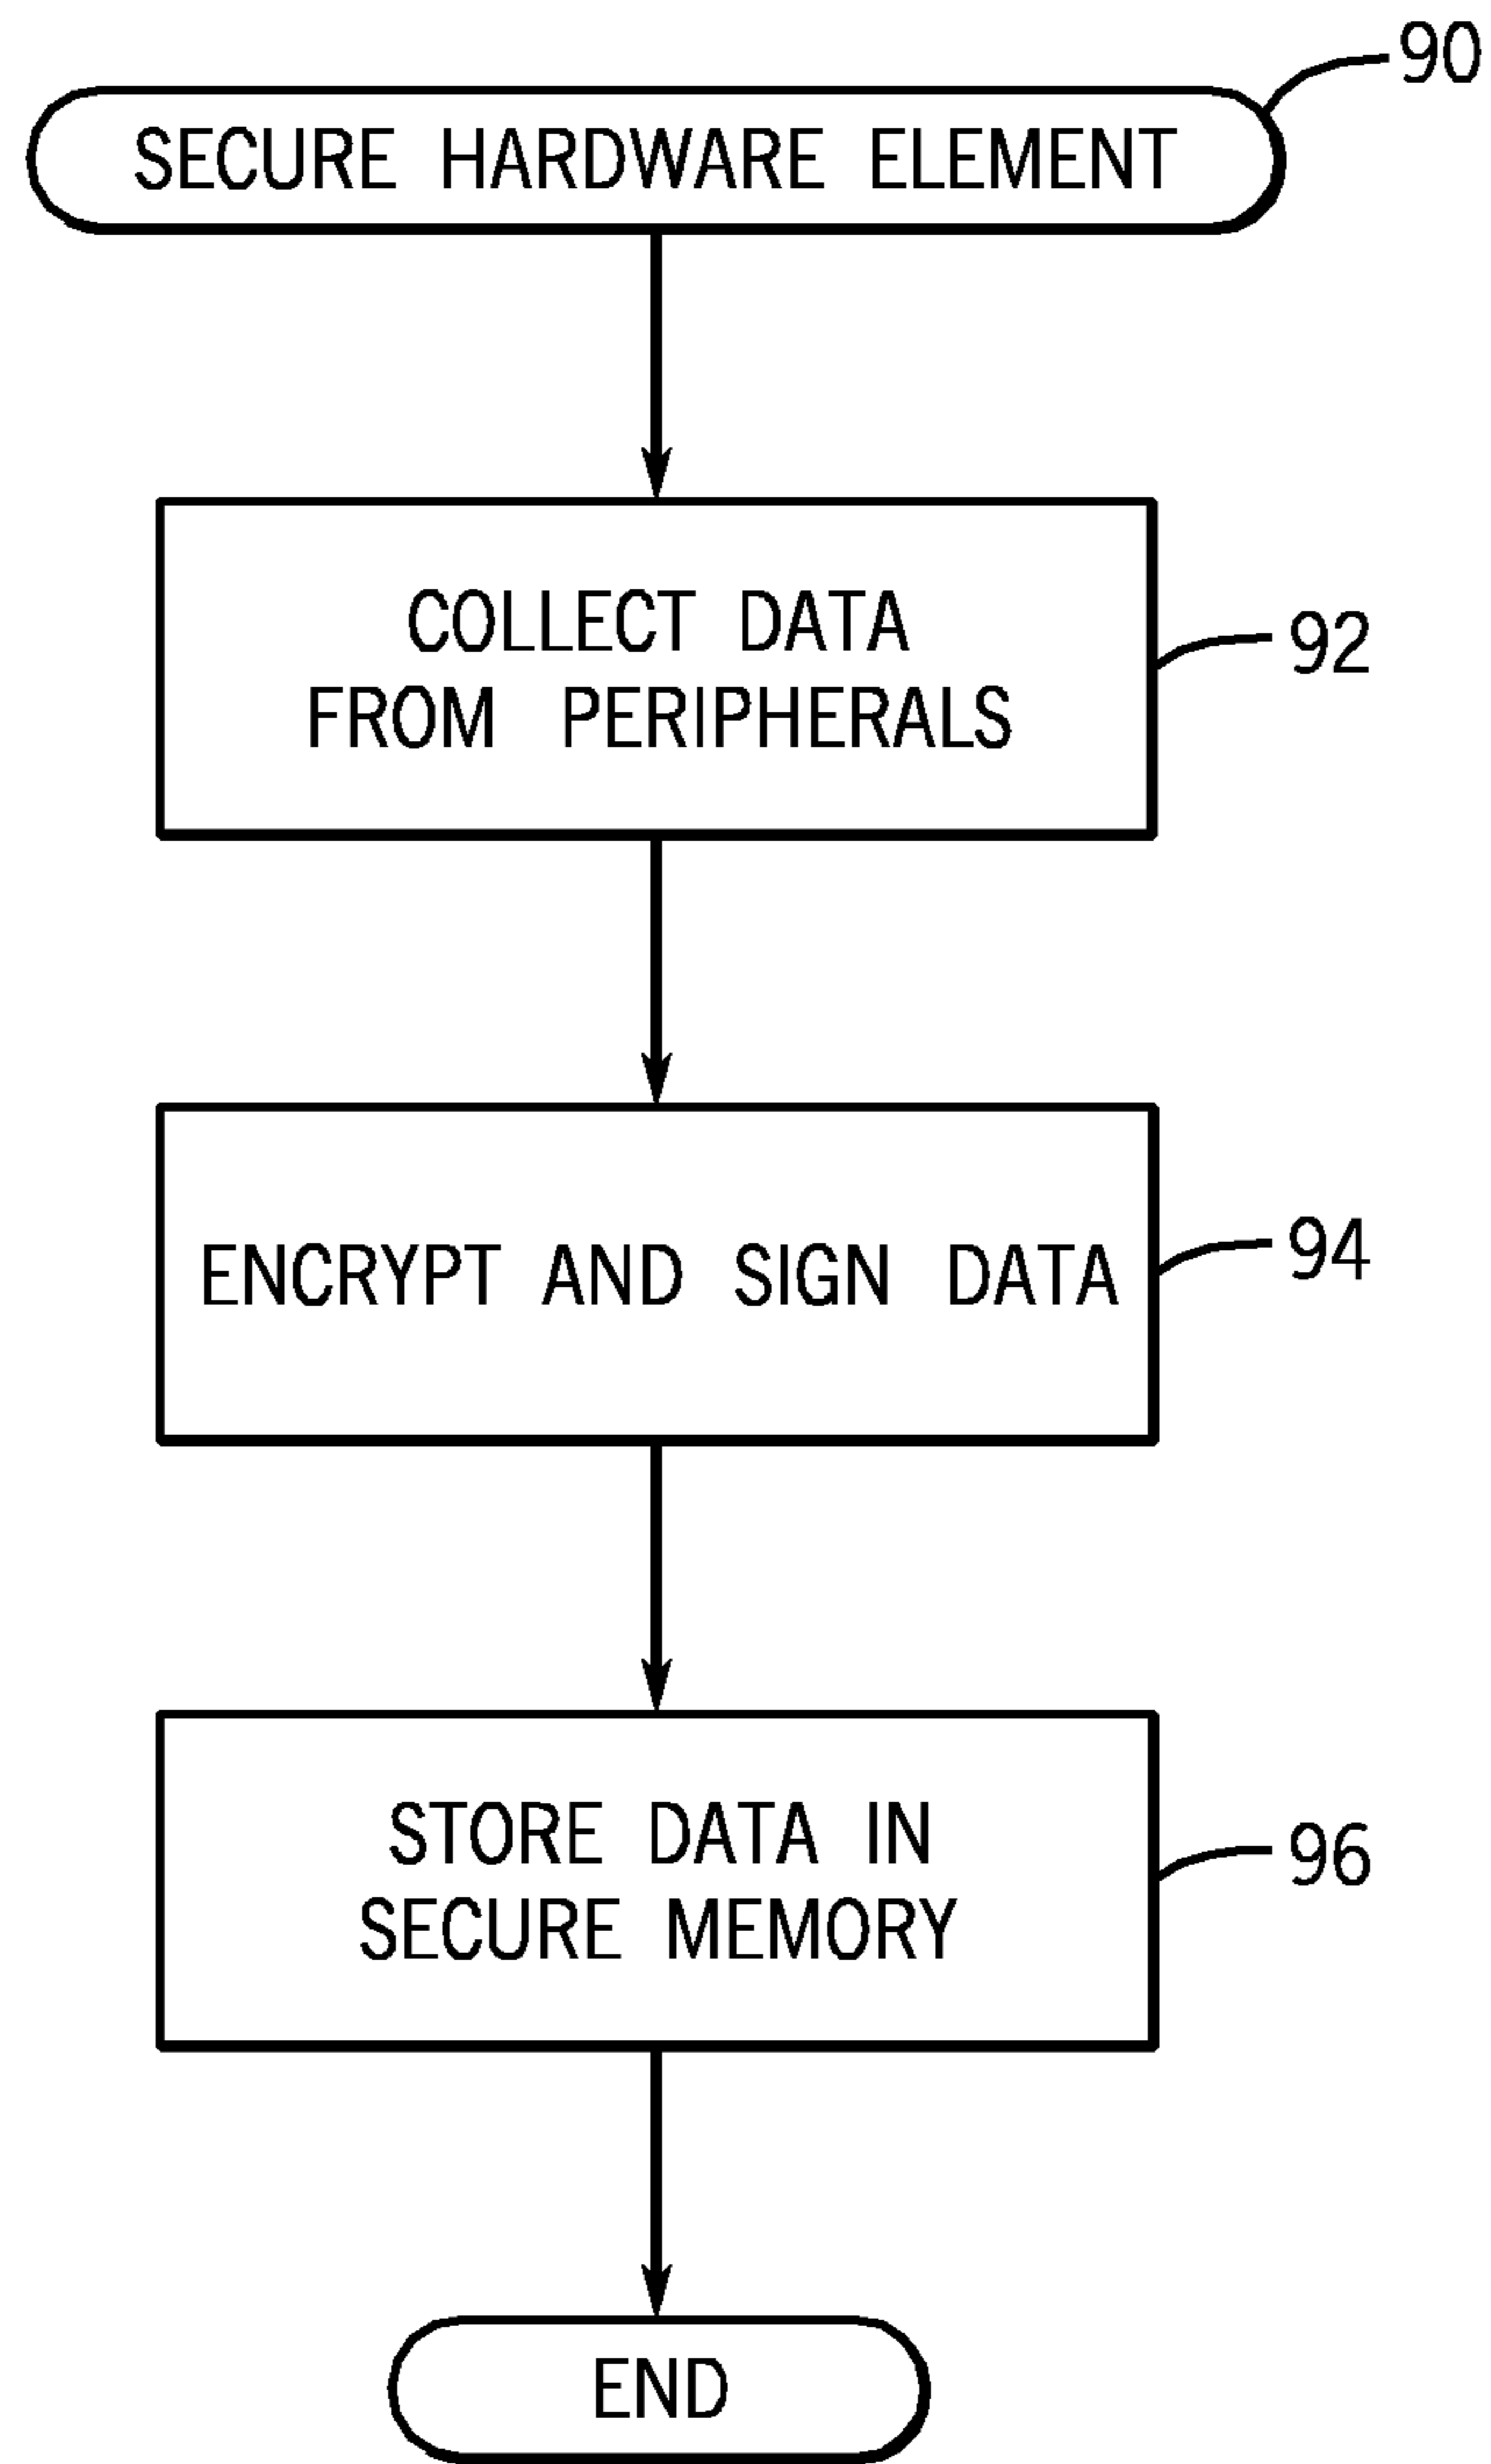 90
SECURE HARDWARE ELEMENT
COLLECT DATA
FROM PERIPHERALS
92
ENCRYPT AND SIGN DATA
94
STORE DATA IN
SECURE MEMORY
96
END